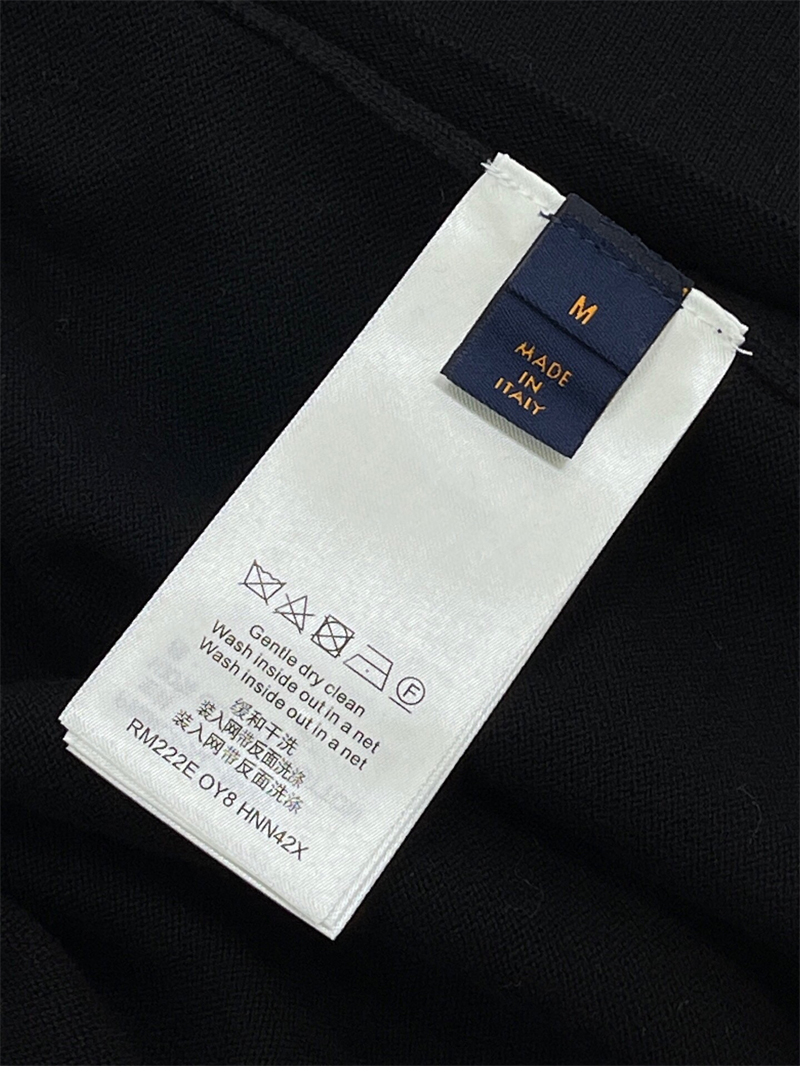 M
MADE
IN
ITALY
F
Gentle dry clean
Wash inside out in a net
Wash inside out in a net
缓和干洗
装入网带反面洗涤
装入网带反面洗涤
RM222E OY8 HNN42X